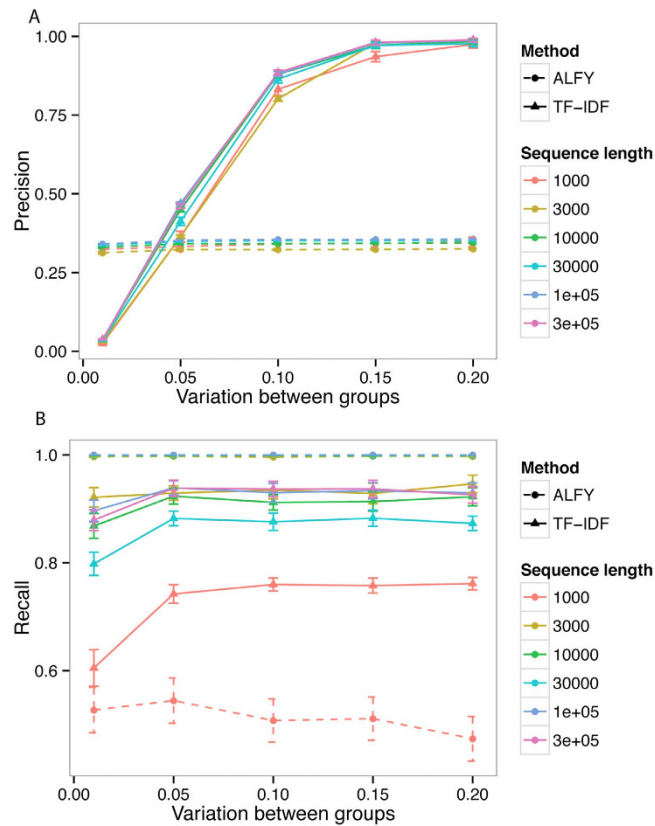 A
1.00
0.75
0.50
0.25
0.00
Precision
0.00
0.05
0.10
0.15
0.20
Variation between groups
Method
ALFY
TF-IDF
Sequence length
1000
3000
10000
30000
1e+05
3e+05
B
1.0
0.8
0.6
Recall
0.00
0.05
0.10
0.15
0.20
Variation between groups
Method
ALFY
TF-IDF
Sequence length
1000
3000
10000
30000
1e+05
3e+05